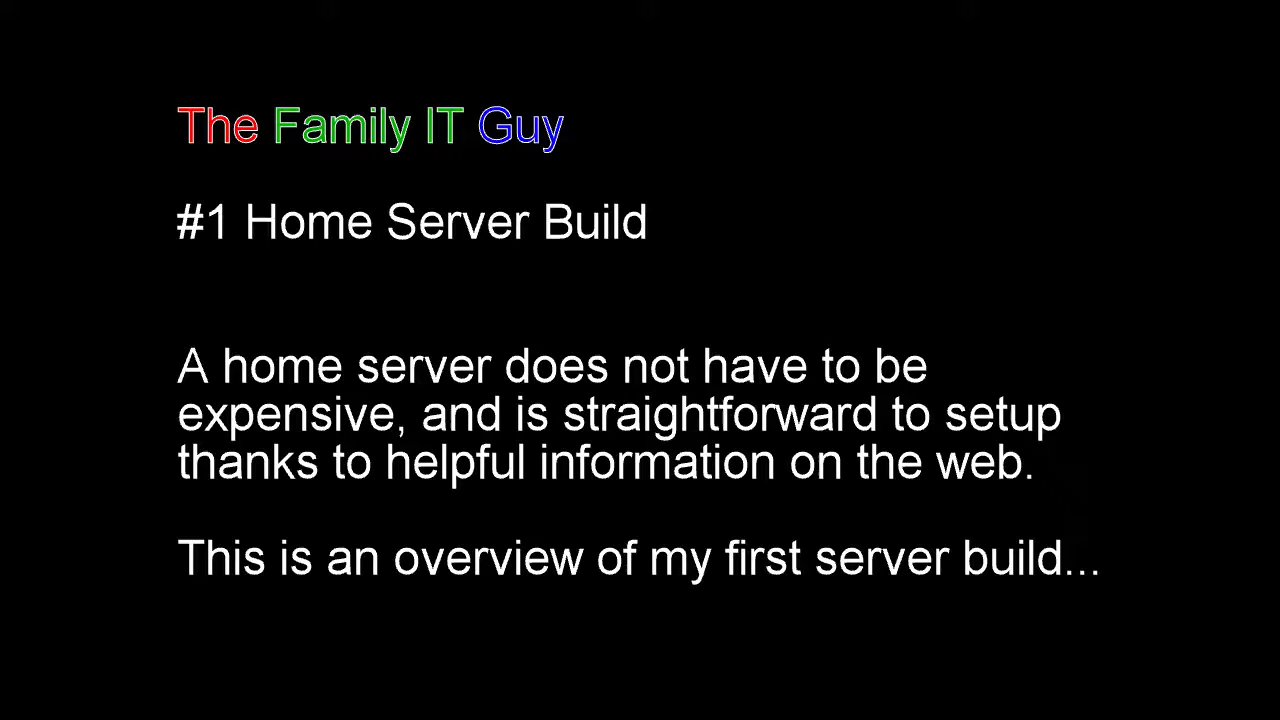 The Family IT Guy
#1 Home Server Build
A home server does not have to be
expensive, and is straightforward to setup
thanks to helpful information on the web.
This is an overview of my first server build...